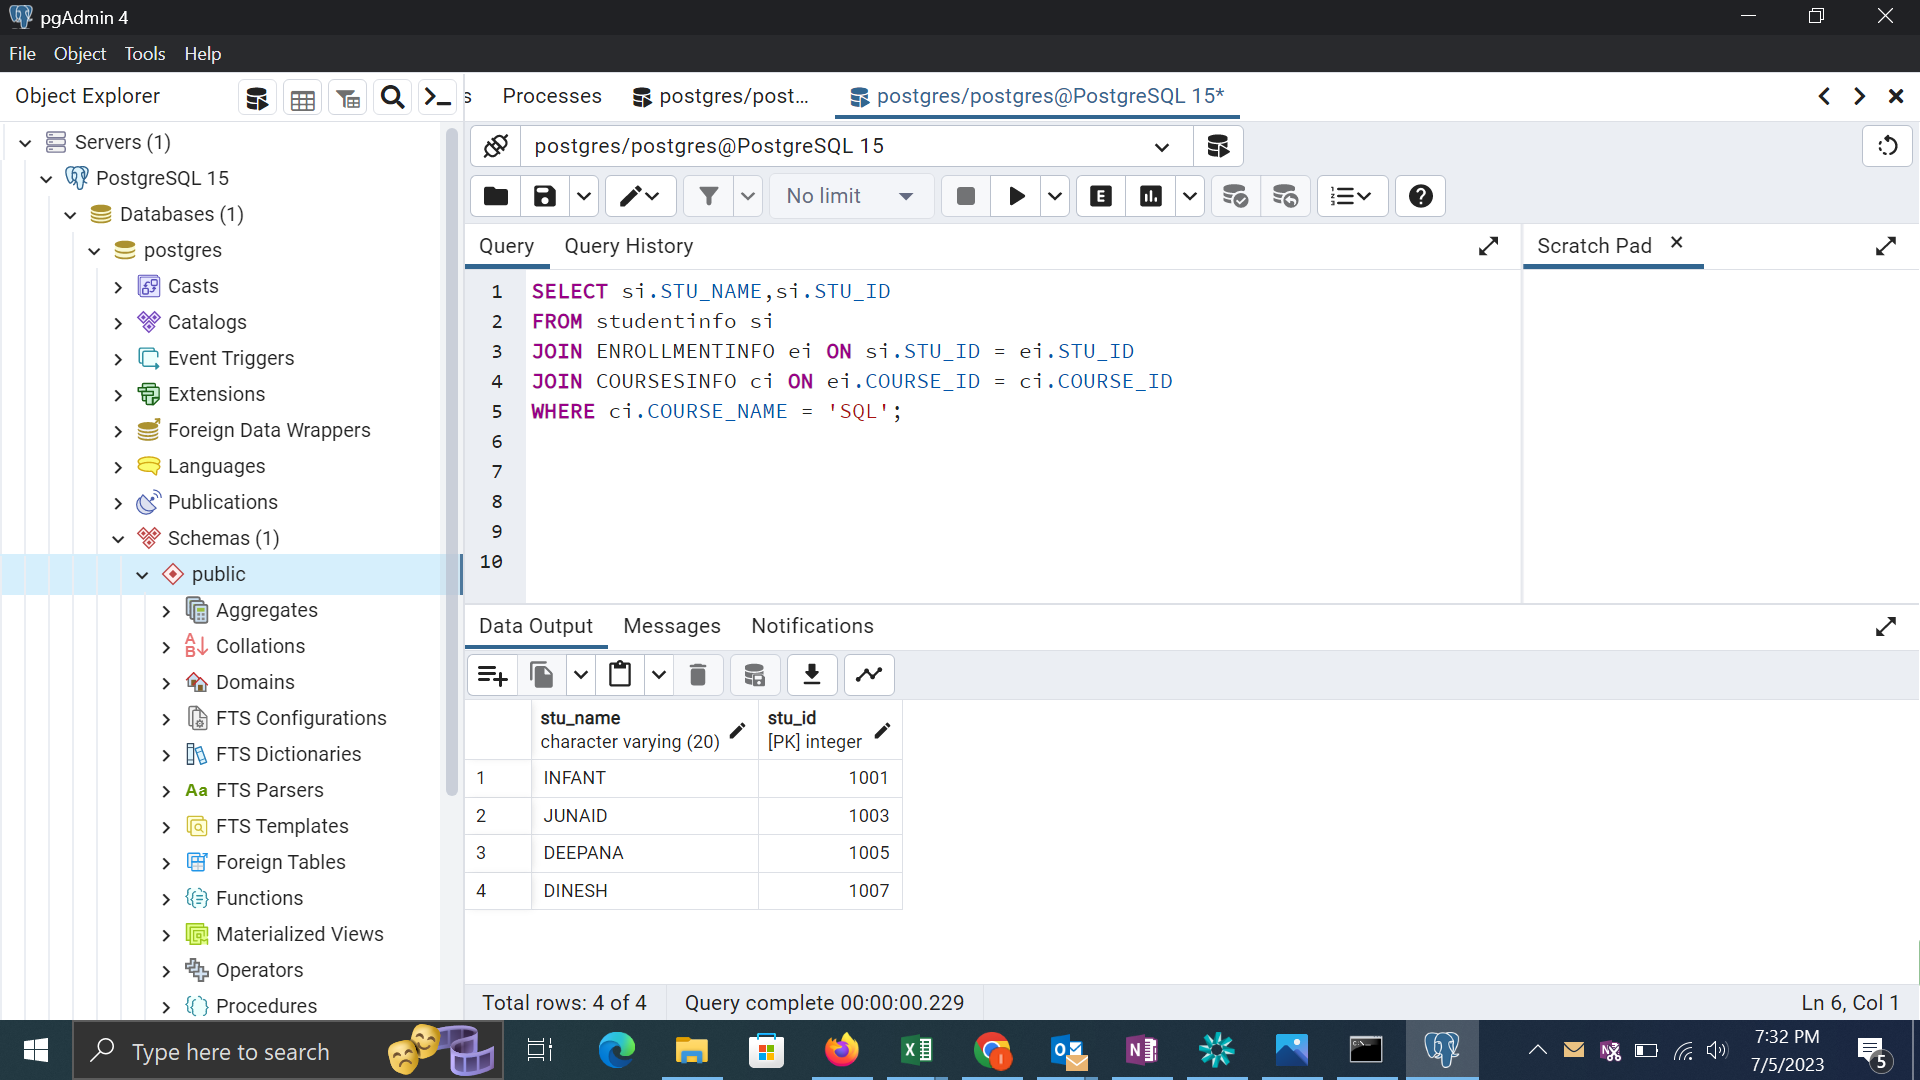 pgAdmin 4
File Object Tools Help
Object Explorer
s Processes postgres/post... postgres/postgres@PostgreSQL 15*
Servers (1)
PostgreSQL 15
Databases (1)
postgres
Casts
Catalogs
Event Triggers
Extensions
Foreign Data Wrappers
Languages
Publications
Schemas (1)
public
Aggregates
Collations
Domains
FTS Configurations
FTS Dictionaries
Aa FTS Parsers
FTS Templates
Foreign Tables
Functions
Materialized Views
Operators
Procedures
postgres/postgres@PostgreSQL 15
No limit E
Query Query History
Scratch Pad
1 SELECT si.STU_NAME,si.STU_ID
2 FROM studentinfo si
3 JOIN ENROLLMENTINFO ei ON si.STU_ID = ei.STU_ID
4 JOIN COURSESINFO ci ON ei.COURSE_ID = ci.COURSE_ID
5 WHERE ci.COURSE_NAME = 'SQL';
6
7
8
9
10
Data Output Messages Notifications
stu_name stu_id
character varying (20) [PK] integer
1 INFANT 1001
2 JUNAID 1003
3 DEEPANA 1005
4 DINESH 1007
Total rows: 4 of 4 Query complete 00:00:00.229 Ln 6, Col 1
Type here to search
7:32 PM
7/5/2023
5